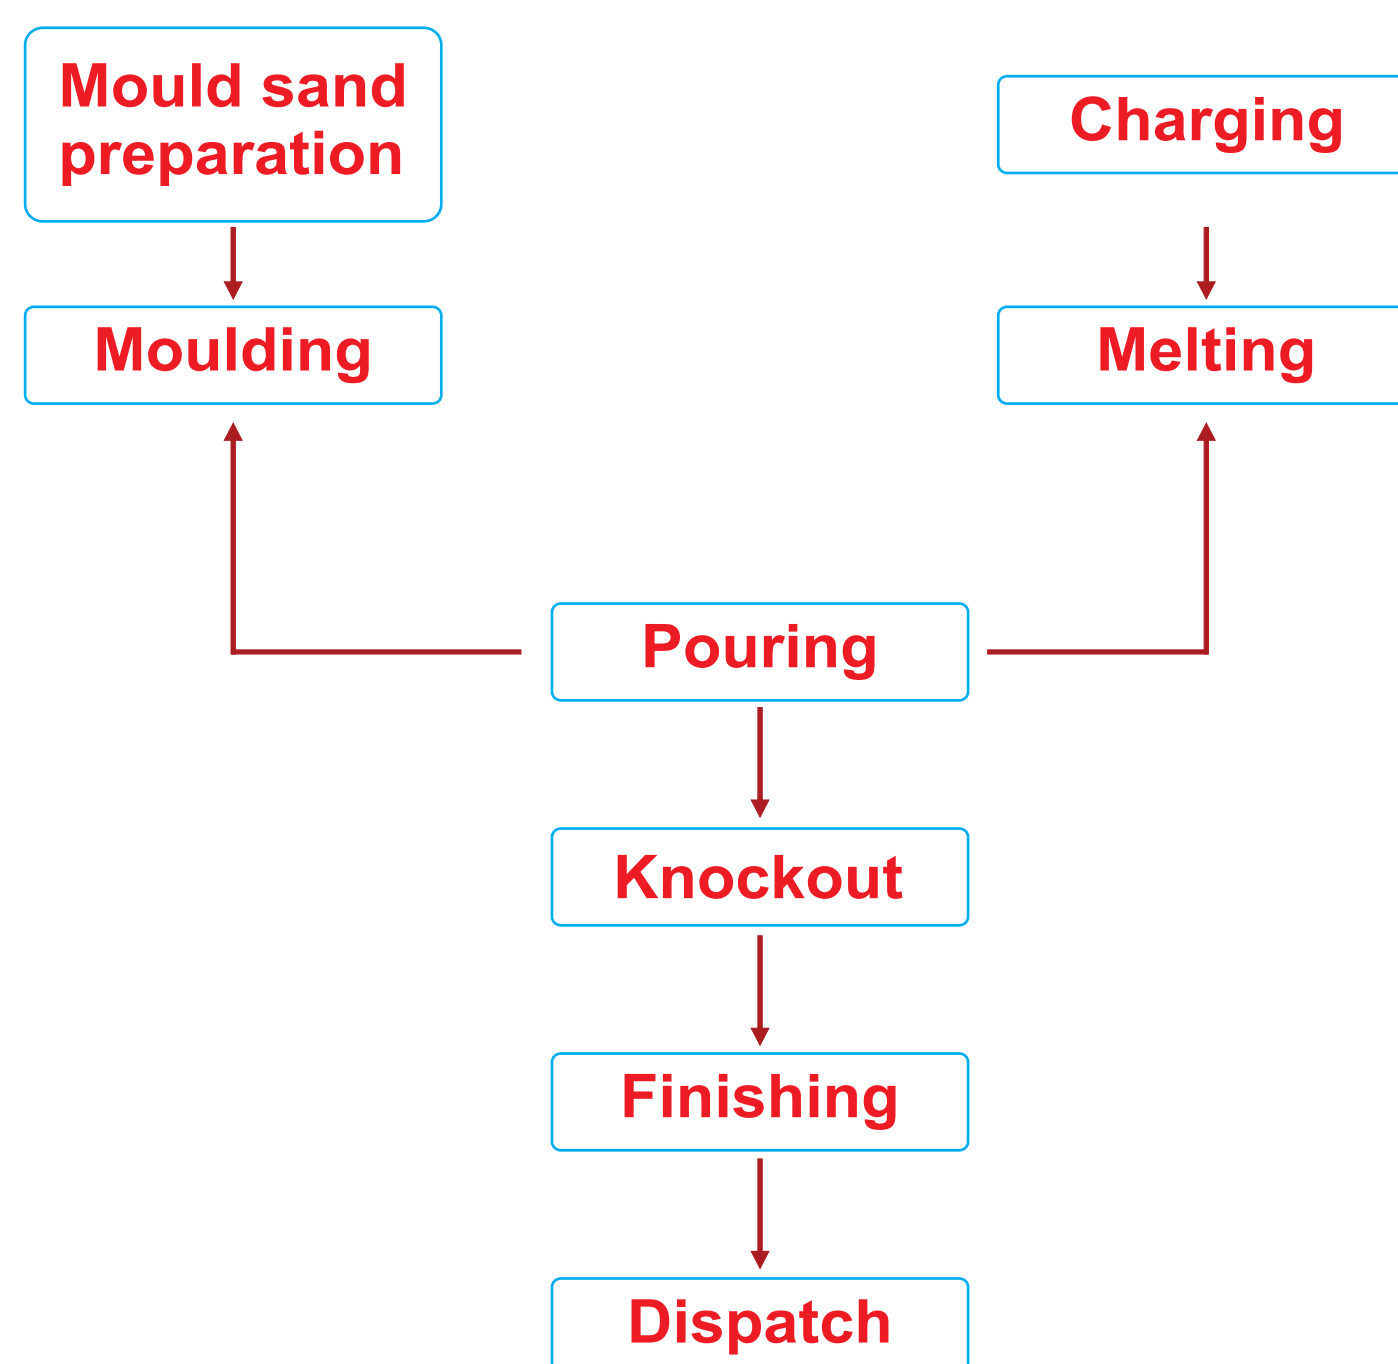 Mould sand
preparation
Charging
Moulding
Melting
Pouring
Knockout
Finishing
Dispatch